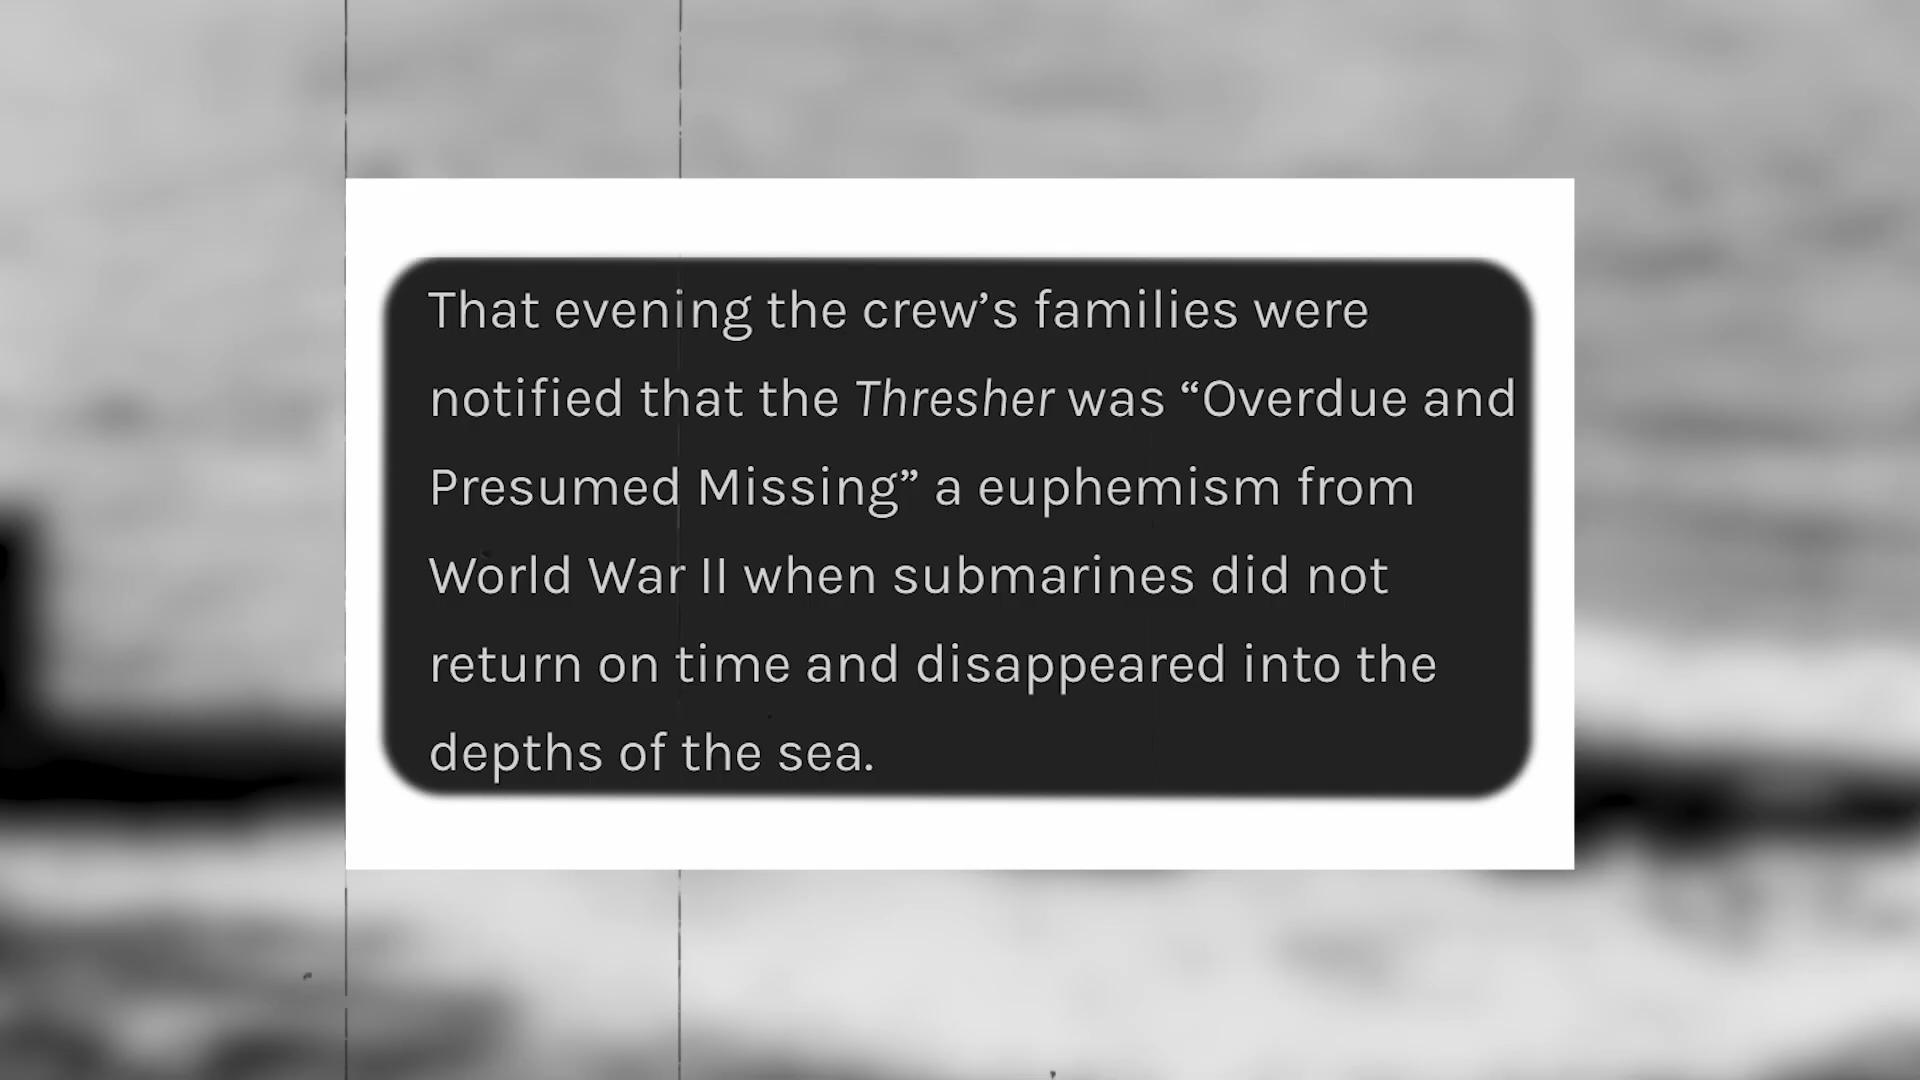 That evening the crew’s families were
notified that the Thresher was “Overdue and
Presumed Missing” a euphemism from
World War II when submarines did not
return on time and disappeared into the
depths of the sea.